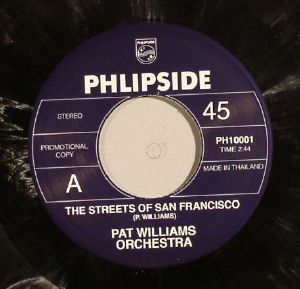 PHLIPSIDE
STEREO
45
PROMOTIONAL
COPY
PH10001
TIME 2.44
A
MADE IN THAILAND
THE STREETS OF SAN FRANCISCO
(P. WILLIAMS)
PAT WILLIAMS
ORCHESTRA